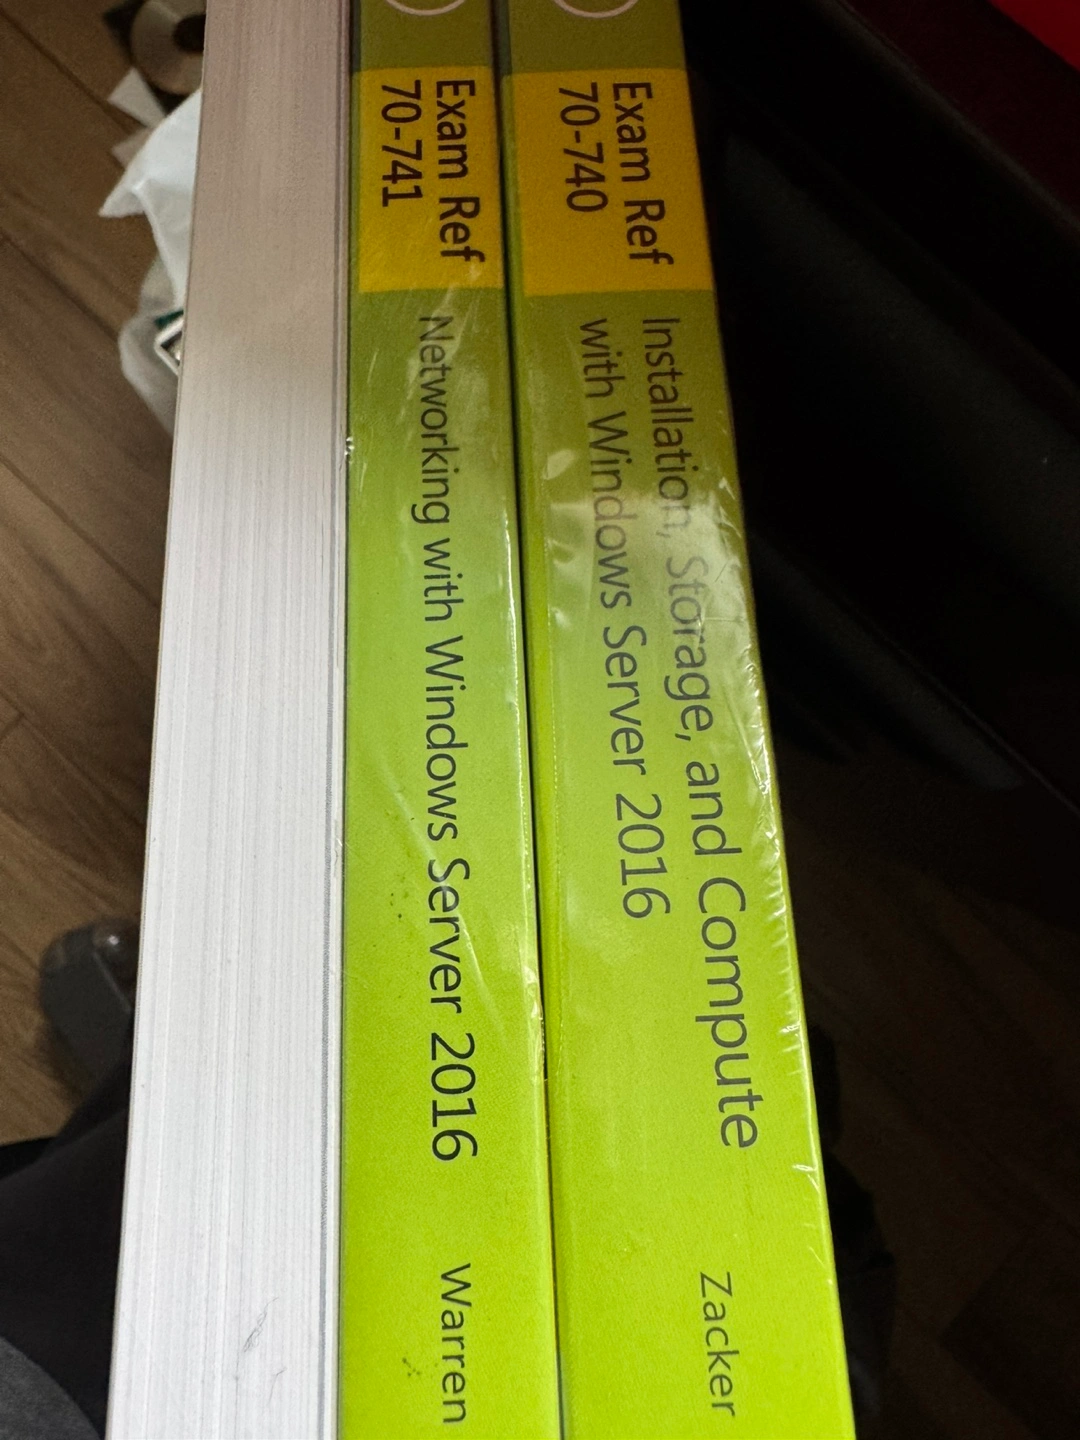 Exam Ref
70-740
Installation, Storage, and Compute
with Windows Server 2016
Zacker
Exam Ref
70-741
Networking with Windows Server 2016
Warren